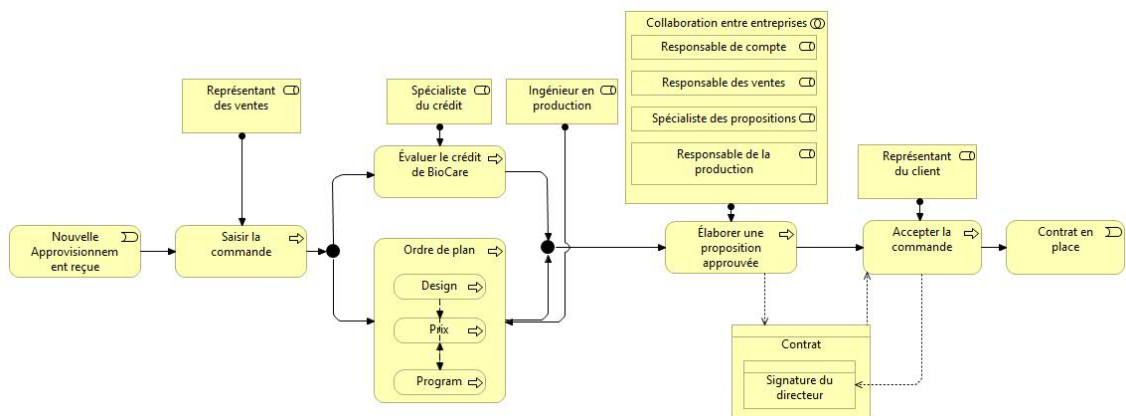 Collaboration entre entreprises
Responsable de compte
Responsable des ventes
Spécialiste des propositions
Responsable de la
production
Représentant
des ventes
Spécialiste
du crédit
Ingénieur en
production
Représentant
du client
Évaluer le crédit
de BioCare
Nouvelle
Approvisionnem
ent reçue
Saisir la
commande
Ordre de plan
Design
Prix
Program
Élaborer une
proposition
approuvée
Accepter la
commande
Contrat en
place
Contrat
Signature du
directeur